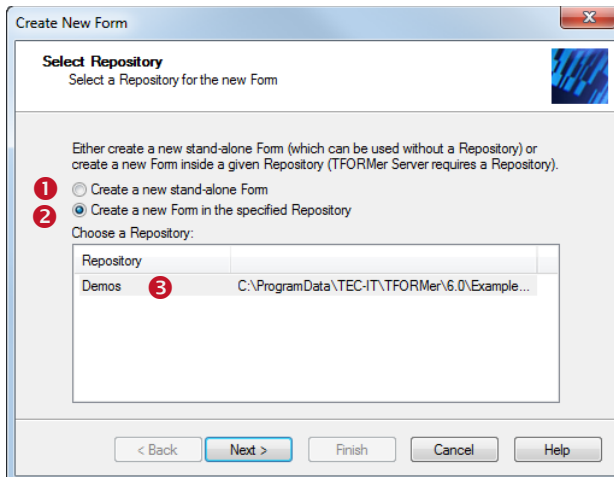 Create New Form
Select Repository
Select a Repository for the new Form
Either create a new stand-alone Form (which can be used without a Repository) or
create a new Form inside a given Repository (TFORMer Server requires a Repository).
1 Create a new stand-alone Form
2 Create a new Form in the specified Repository
Choose a Repository:
Repository
Demos 3 C:\ProgramData\TEC-IT\TFORMer\6.0\Example...
< Back Next > Finish Cancel Help